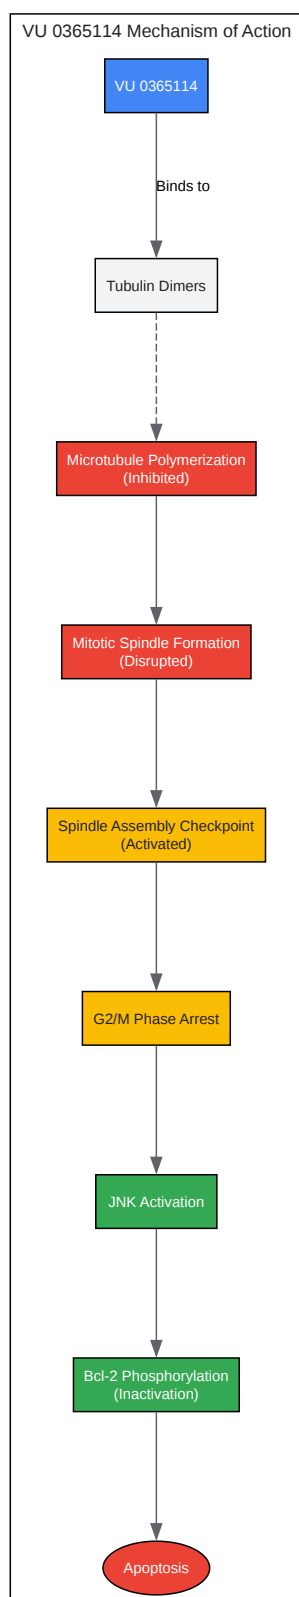 VU 0365114 Mechanism of Action
VU 0365114
Binds to
Tubulin Dimers
Microtubule Polymerization
(Inhibited)
Mitotic Spindle Formation
(Disrupted)
Spindle Assembly Checkpoint
(Activated)
G2/M Phase Arrest
JNK Activation
Bcl-2 Phosphorylation
(Inactivation)
Apoptosis